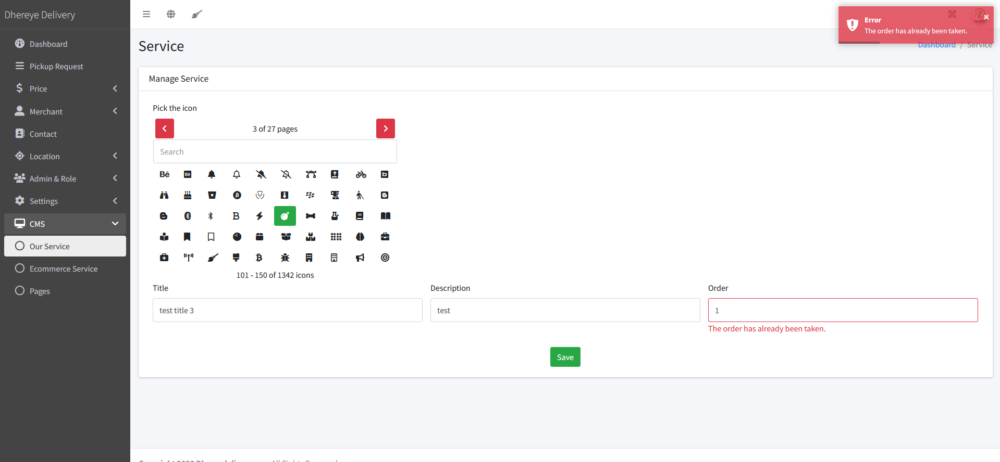 Dhereye Delivery
Dashboard
Pickup Request
Price
Merchant
Contact
Location
Admin & Role
Settings
CMS
Our Service
Ecommerce Service
Pages
Error
The order has already been taken.
Service
Dashboard / Service
Manage Service
Pick the icon
3 of 27 pages
Search
101 - 150 of 1342 icons
Title
Description
Order
test title 3
test
1
The order has already been taken.
Save